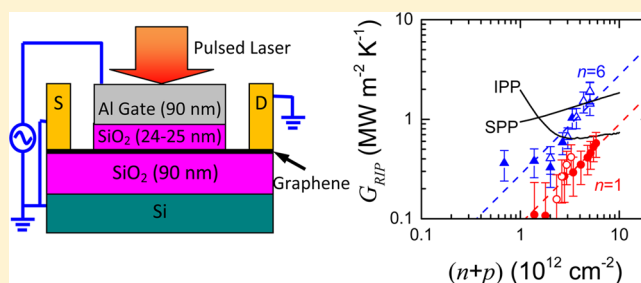 Pulsed Laser
S
Al Gate (90 nm)
D
SiO₂ (24-25 nm)
SiO₂ (90 nm)
Graphene
Si
G_RIP (MW m⁻² K⁻¹)
10
1
0.1
0.1
1
10
IPP
SPP
n=6
n=1
(n+p) (10¹² cm⁻²)